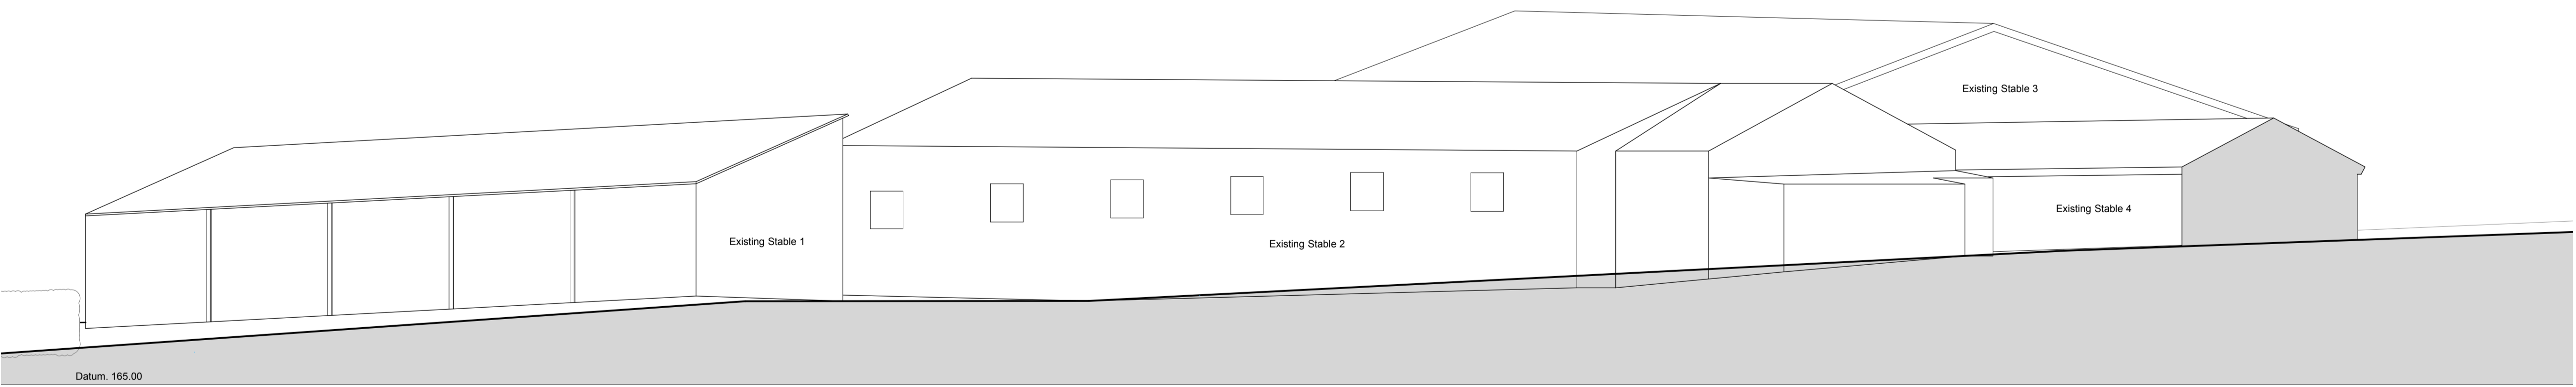 Existing Stable 3
Existing Stable 4
Existing Stable 1
Existing Stable 2
Datum. 165.00